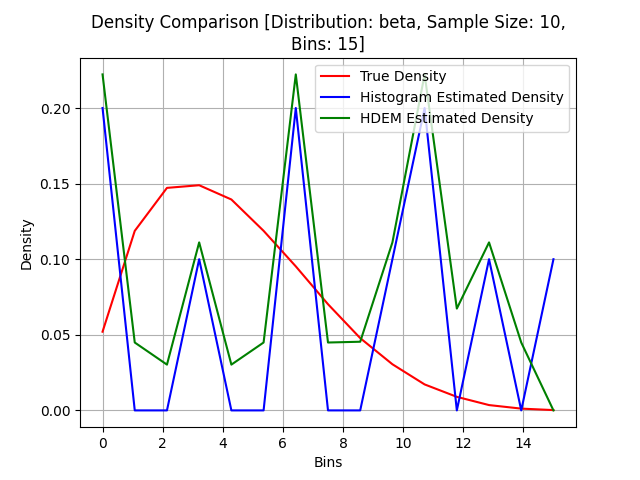 Density Comparison [Distribution: beta, Sample Size: 10,
Bins: 15]
True Density
Histogram Estimated Density
HDEM Estimated Density
Density
0.20
0.15
0.10
0.05
0.00
0 2 4 6 8 10 12 14
Bins